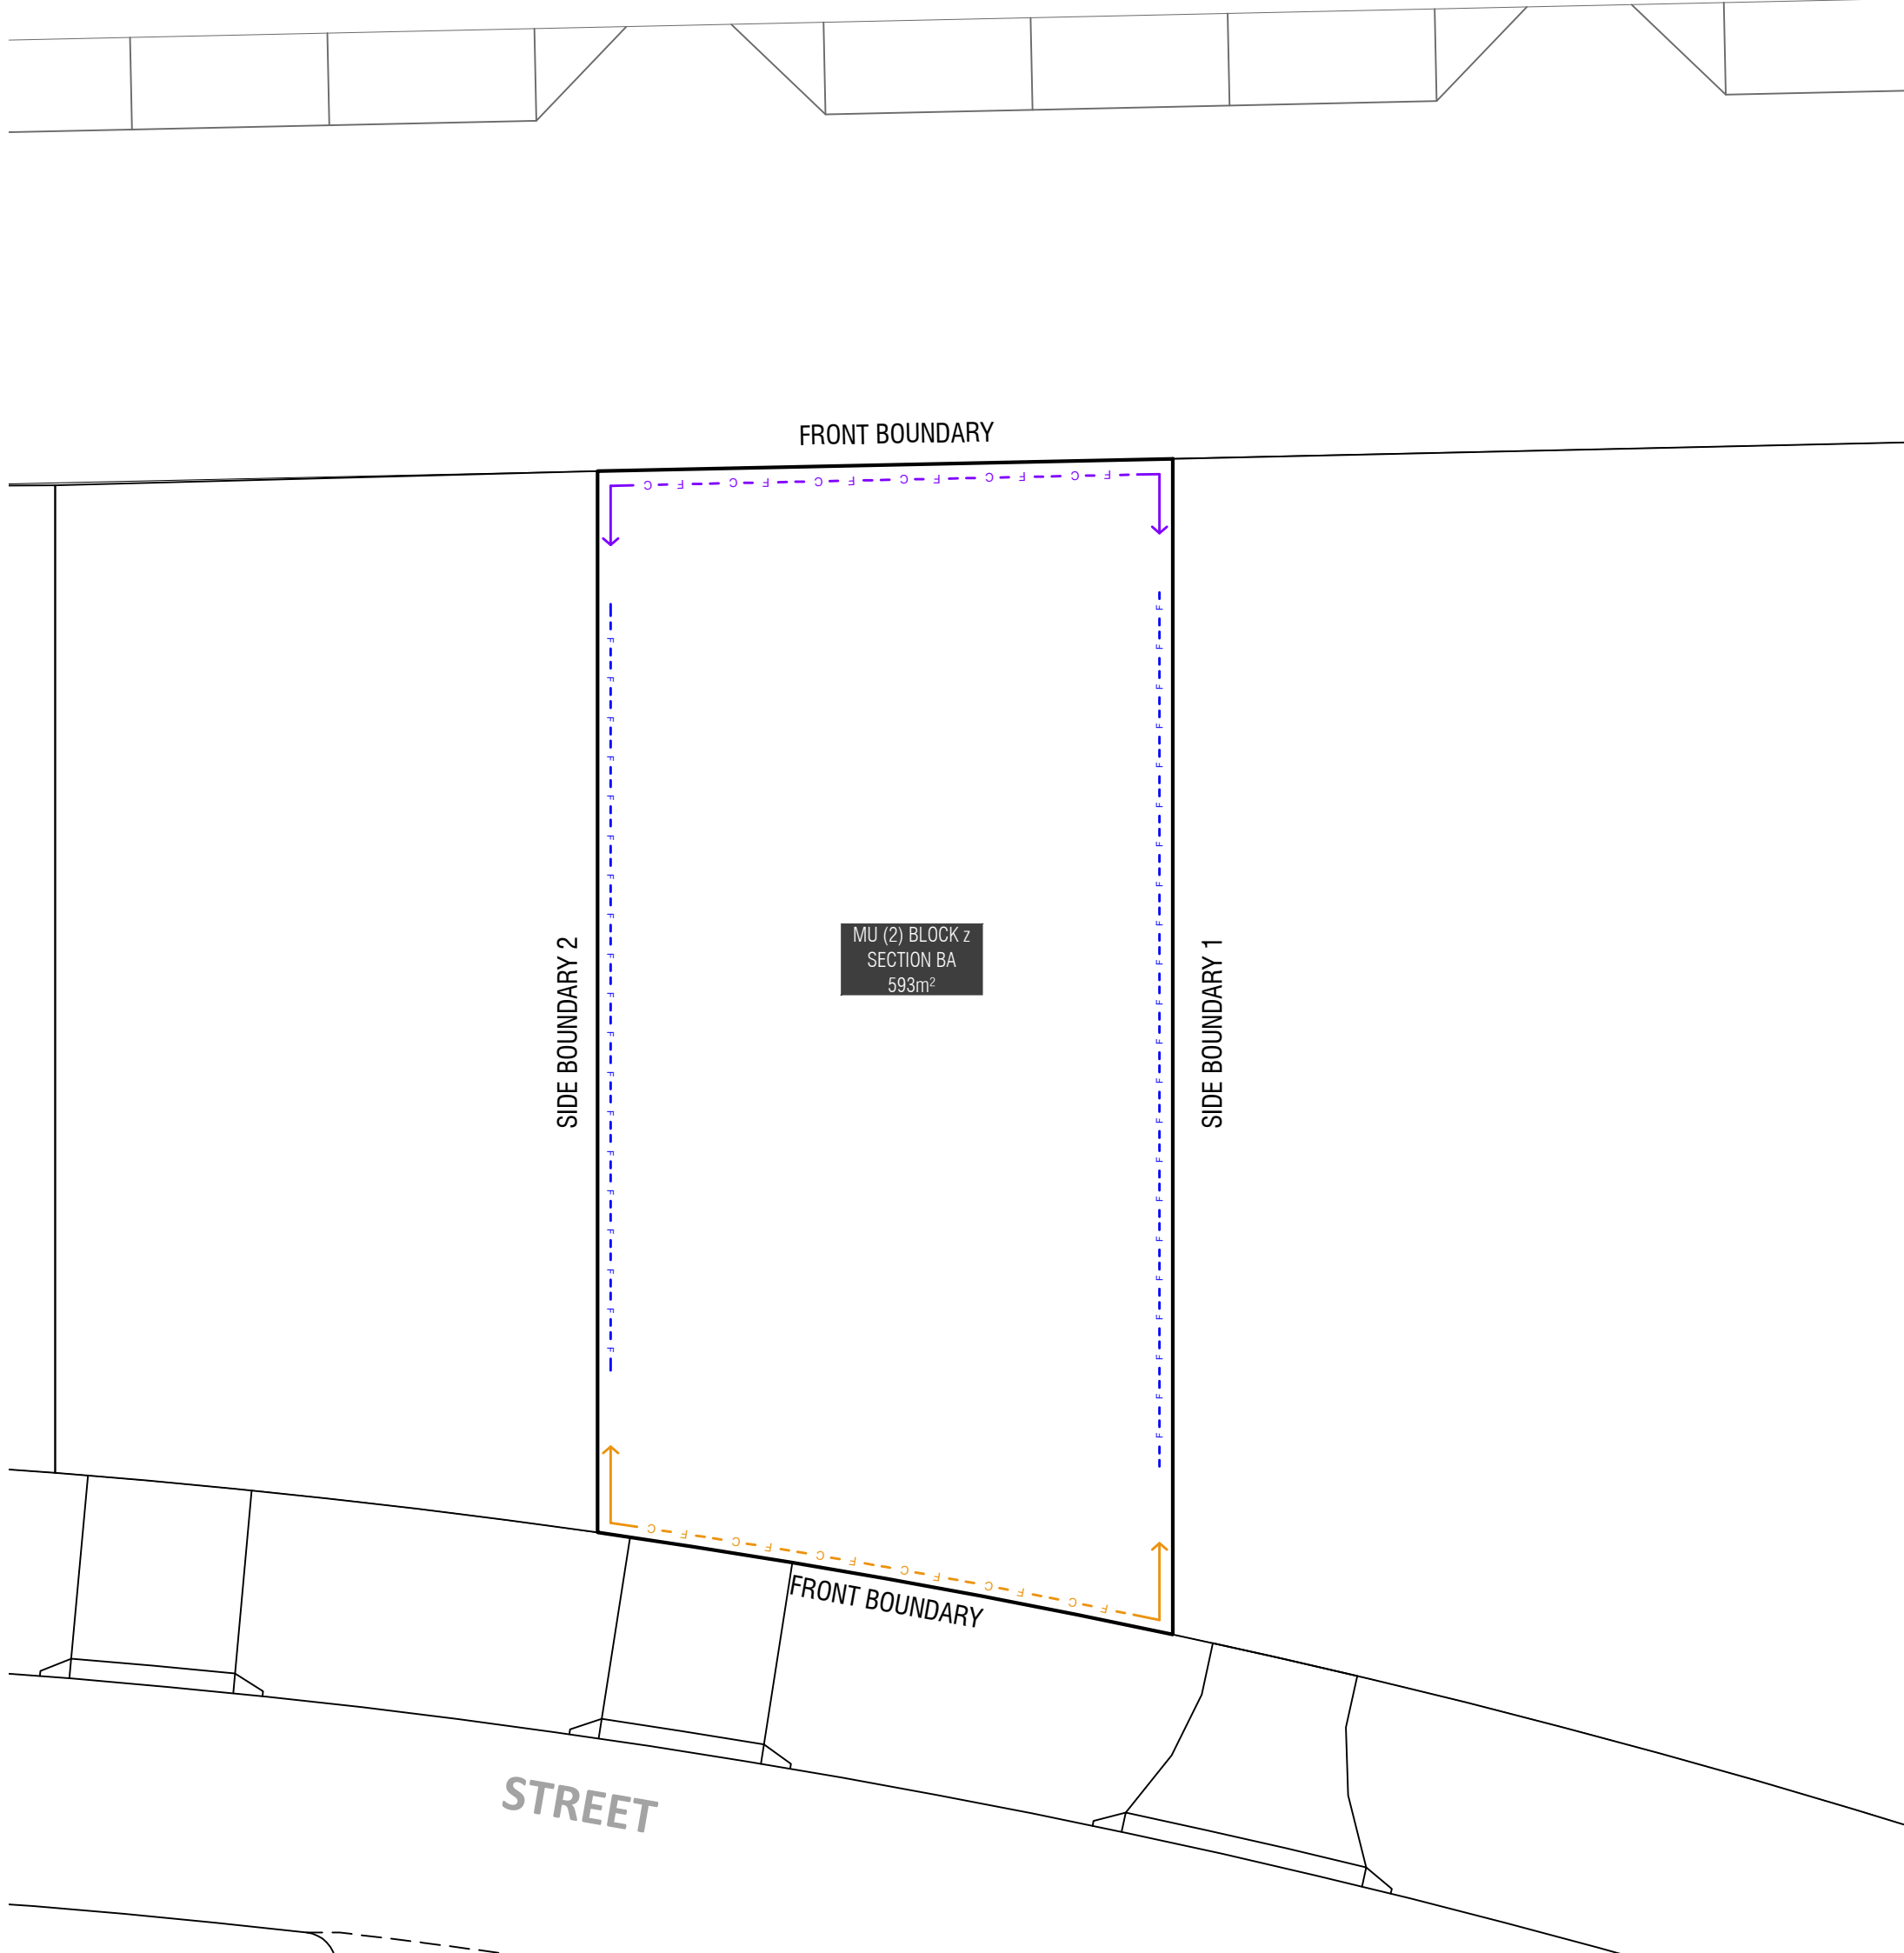 FRONT BOUNDARY
C F C F C F C F C F C F
MU (2) BLOCK z
SECTION BA
593m²
SIDE BOUNDARY 2
SIDE BOUNDARY 1
F F F F F F F F F F F F F F F F F F F
F F F F F F F F F F F F F F F F F F F F F F
C F C F C F C F C F C F
FRONT BOUNDARY
STREET